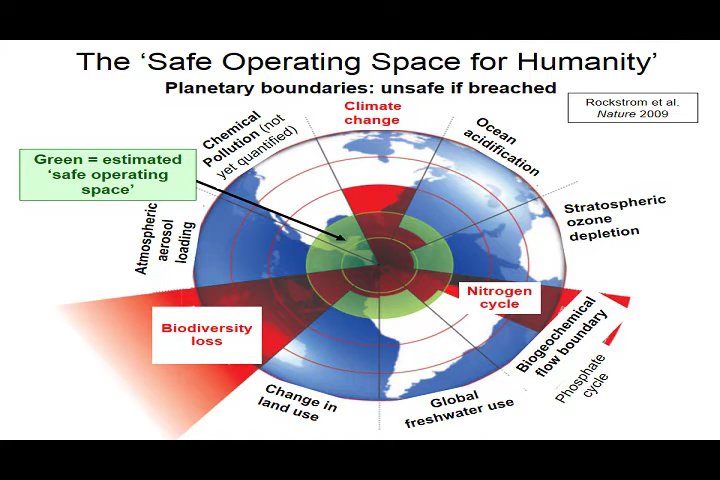 The ‘Safe Operating Space for Humanity’
Planetary boundaries: unsafe if breached
Rockstrom et al.
Nature 2009
Climate
change
Chemical
Pollution (not
yet quantified)
Ocean
acidification
Green = estimated
‘safe operating
space’
Stratospheric
ozone
depletion
Atmospheric
aerosol
loading
Nitrogen
cycle
Biodiversity
loss
Biogeochemical
flow boundary
Phosphate
cycle
Change in
land use
Global
freshwater use